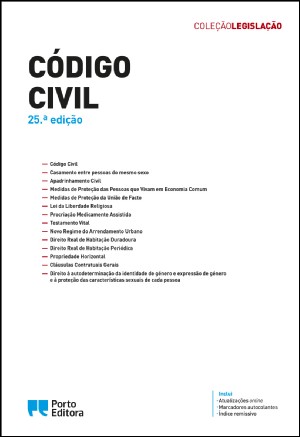 COLEÇÃOLEGISLAÇÃO
CÓDIGO
CIVIL
25.ª edição
— Código Civil
— Casamento entre pessoas do mesmo sexo
— Apadrinhamento Civil
— Medidas de Proteção das Pessoas que Vivam em Economia Comum
— Medidas de Proteção da União de Facto
— Lei da Liberdade Religiosa
— Procriação Medicamente Assistida
— Testamento Vital
— Novo Regime do Arrendamento Urbano
— Direito Real de Habitação Duradoura
— Direito Real de Habitação Periódica
— Propriedade Horizontal
— Cláusulas Contratuais Gerais
— Direito à autodeterminação da identidade de género e expressão de género
e à proteção das características sexuais de cada pessoa
Porto
Editora
Inclui
• Atualizações online
• Marcadores autocolantes
• Índice remissivo